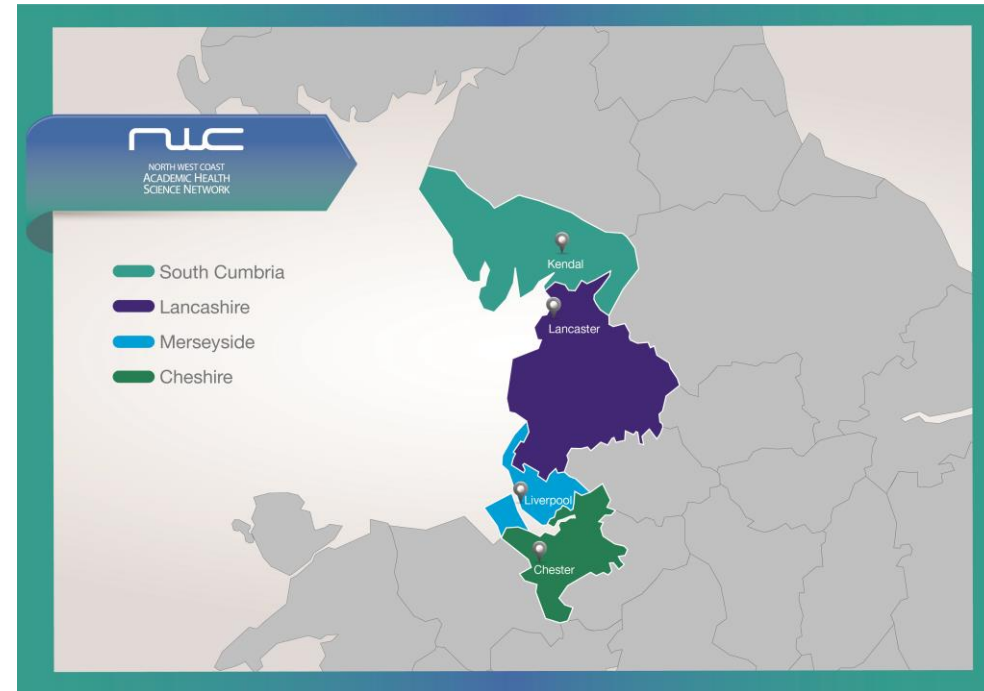 nwc
NORTH WEST COAST
ACADEMIC HEALTH
SCIENCE NETWORK
South Cumbria
Lancashire
Merseyside
Cheshire
Kendal
Lancaster
Liverpool
Chester